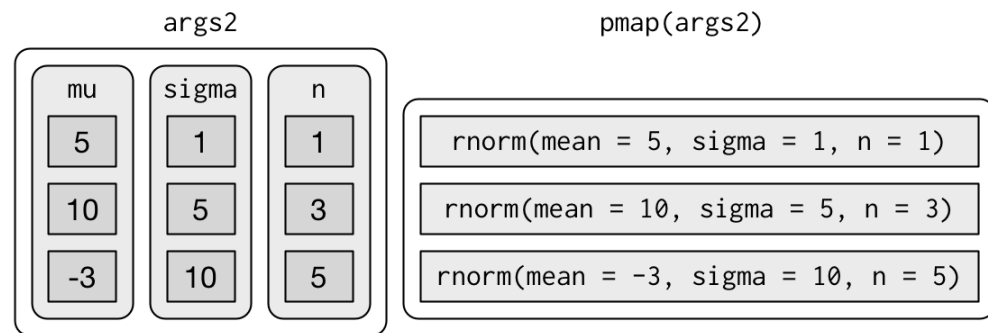 args2
pmap(args2)
mu sigma n
5 1 1
rnorm(mean = 5, sigma = 1, n = 1)
10 5 3
rnorm(mean = 10, sigma = 5, n = 3)
-3 10 5
rnorm(mean = -3, sigma = 10, n = 5)